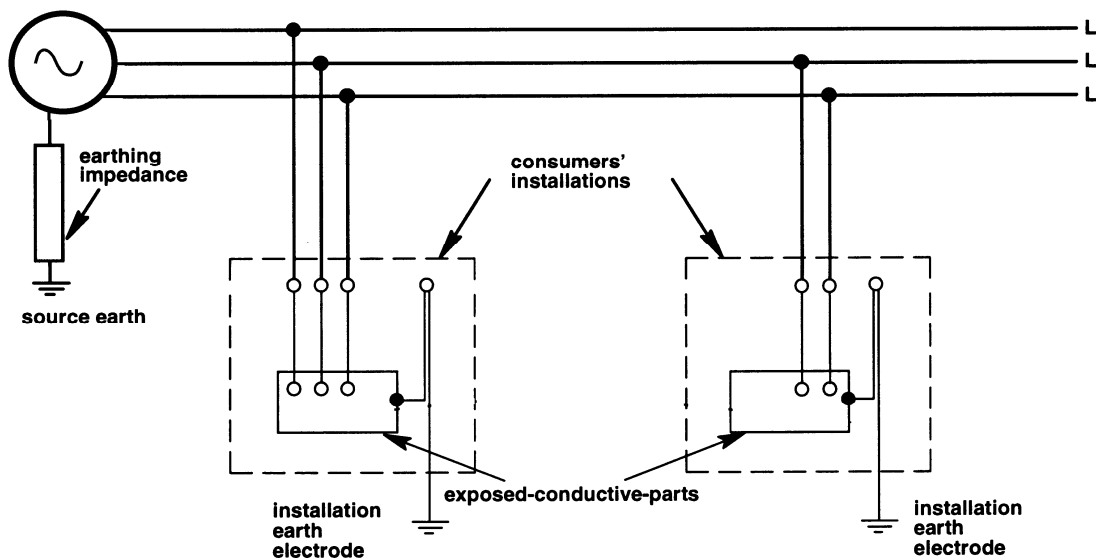 L
L
L
earthing
impedance
consumers'
installations
source earth
exposed-conductive-parts
installation
earth
electrode
installation
earth
electrode